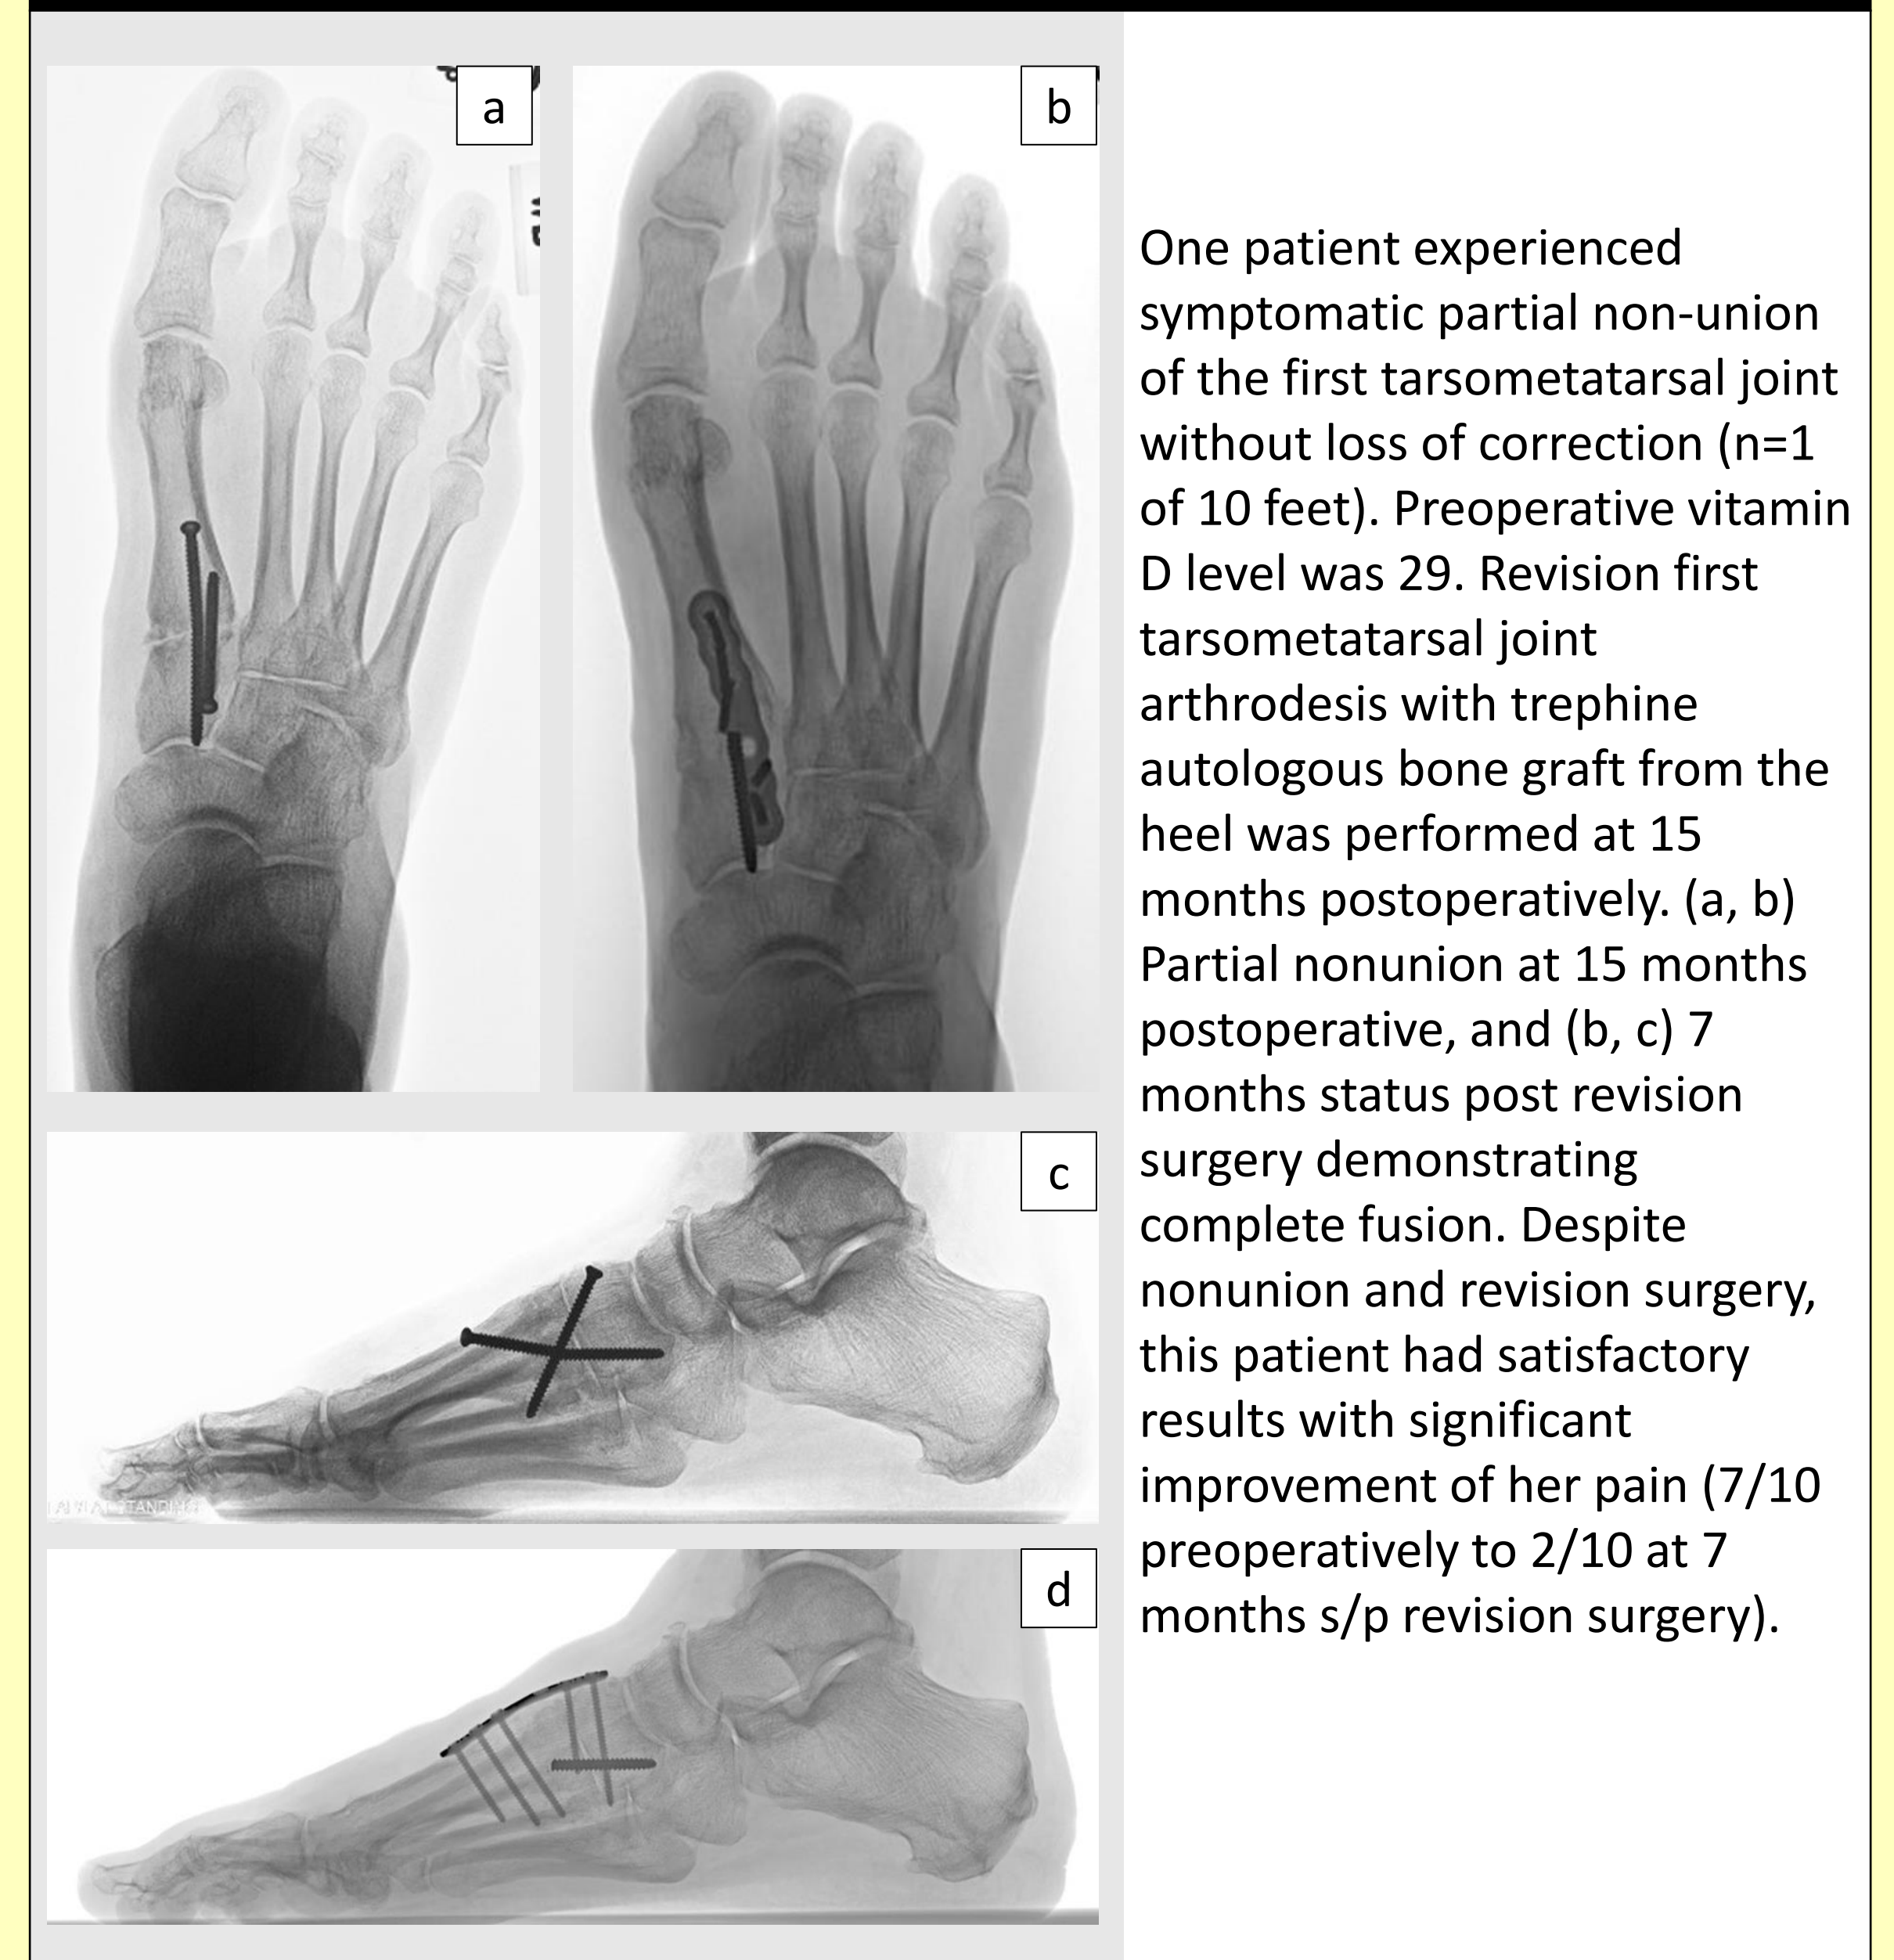 a
b
One patient experienced
symptomatic partial non-union
of the first tarsometatarsal joint
without loss of correction (n=1
of 10 feet). Preoperative vitamin
D level was 29. Revision first
tarsometatarsal joint
arthrodesis with trephine
autologous bone graft from the
heel was performed at 15
months postoperatively. (a, b)
Partial nonunion at 15 months
postoperative, and (b, c) 7
months status post revision
surgery demonstrating
complete fusion. Despite
nonunion and revision surgery,
this patient had satisfactory
results with significant
improvement of her pain (7/10
preoperatively to 2/10 at 7
months s/p revision surgery).
c
d